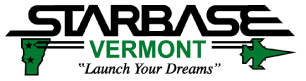 STARBASE
VERMONT
"Launch Your Dreams"